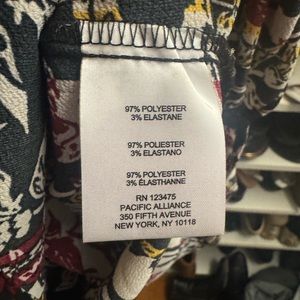 97% POLYESTER
3% ELASTANE
97% POLIESTER
3% ELASTANO
97% POLYESTER
3% ÉLASTHANNE
RN 123475
PACIFIC ALLIANCE
350 FIFTH AVENUE
NEW YORK, NY 10118